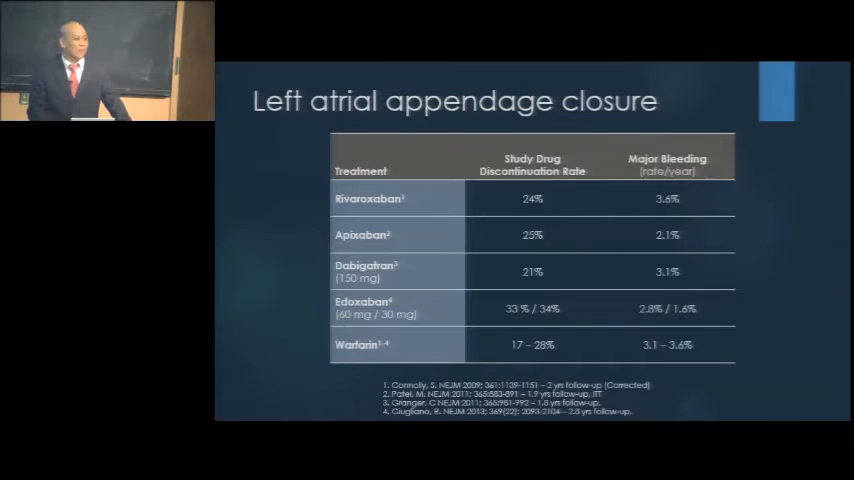 Left atrial appendage closure
Treatment
Study Drug
Discontinuation Rate
Major Bleeding
(rate/year)
Rivaroxaban¹
24%
3.6%
Apixaban²
25%
2.1%
Dabigatran³
(150 mg)
21%
3.1%
Edoxaban⁴
(60 mg / 30 mg)
33 % / 34%
2.8% / 1.6%
Warfarin¹⁻⁴
17 – 28%
3.1 – 3.6%
1. Connolly, S. NEJM 2009; 361:1139-1151 – 2 yrs follow-up (Corrected)
2. Patel, M. NEJM 2011; 365:883-891 – 1.9 yrs follow-up, ITT
3. Granger, C NEJM 2011; 365:981-992 – 1.8 yrs follow-up.
4. Giugliano, R. NEJM 2013; 369(22): 2093-2104 – 2.8 yrs follow-up.